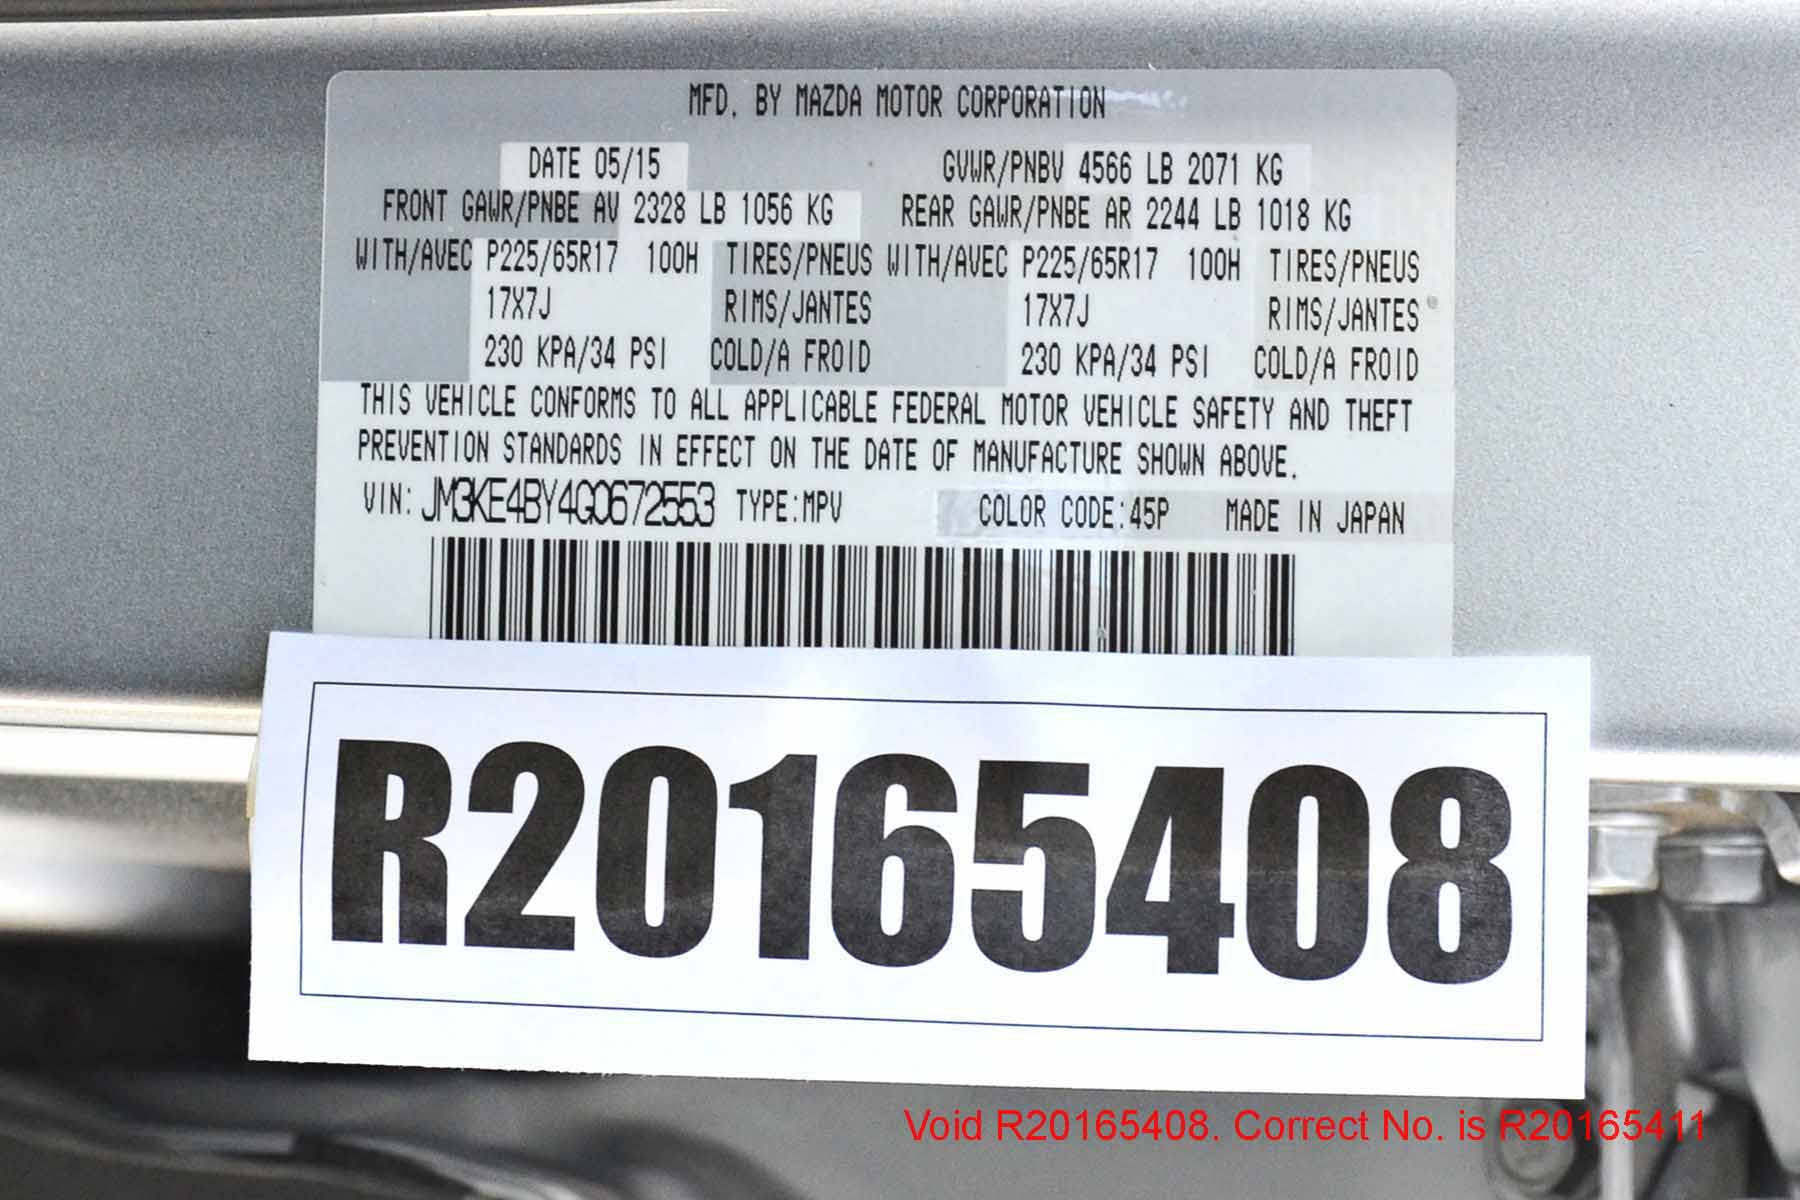 MFD. BY MAZDA MOTOR CORPORATION
DATE 05/15 GVWR/PNBV 4566 LB 2071 KG
FRONT GAWR/PNBE AV 2328 LB 1056 KG REAR GAWR/PNBE AR 2244 LB 1018 KG
WITH/AVEC P225/65R17 100H TIRES/PNEUS WITH/AVEC P225/65R17 100H TIRES/PNEUS
17X7J RIMS/JANTES 17X7J RIMS/JANTES
230 KPA/34 PSI COLD/A FROID 230 KPA/34 PSI COLD/A FROID
THIS VEHICLE CONFORMS TO ALL APPLICABLE FEDERAL MOTOR VEHICLE SAFETY AND THEFT
PREVENTION STANDARDS IN EFFECT ON THE DATE OF MANUFACTURE SHOWN ABOVE.
VIN: JM3KE4BY4G0672553 TYPE:MPV COLOR CODE:45P MADE IN JAPAN
R20165408
Void R20165408. Correct No. is R20165411